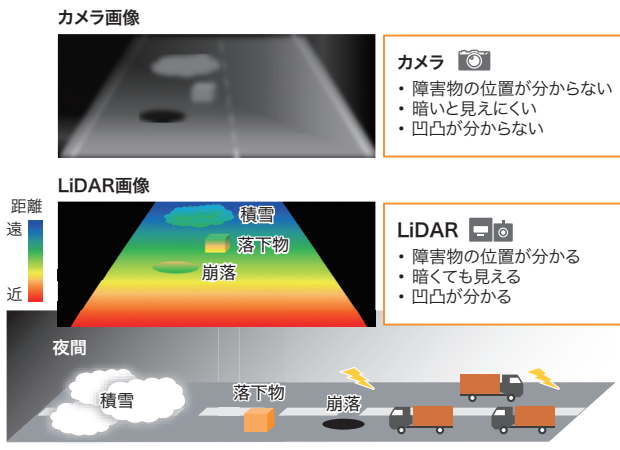 カメラ画像
カメラ
・障害物の位置が分からない
・暗いと見えにくい
・凹凸が分からない
LiDAR画像
距離
遠
近
積雪
落下物
崩落
LiDAR
・障害物の位置が分かる
・暗くても見える
・凹凸が分かる
夜間
積雪
落下物
崩落